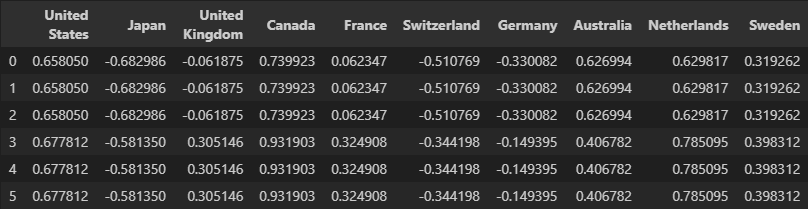 United States Japan United Kingdom Canada France Switzerland Germany Australia Netherlands Sweden
0 0.658050 -0.682986 -0.061875 0.739923 0.062347 -0.510769 -0.330082 0.626994 0.629817 0.319262
1 0.658050 -0.682986 -0.061875 0.739923 0.062347 -0.510769 -0.330082 0.626994 0.629817 0.319262
2 0.658050 -0.682986 -0.061875 0.739923 0.062347 -0.510769 -0.330082 0.626994 0.629817 0.319262
3 0.677812 -0.581350 0.305146 0.931903 0.324908 -0.344198 -0.149395 0.406782 0.785095 0.398312
4 0.677812 -0.581350 0.305146 0.931903 0.324908 -0.344198 -0.149395 0.406782 0.785095 0.398312
5 0.677812 -0.581350 0.305146 0.931903 0.324908 -0.344198 -0.149395 0.406782 0.785095 0.398312